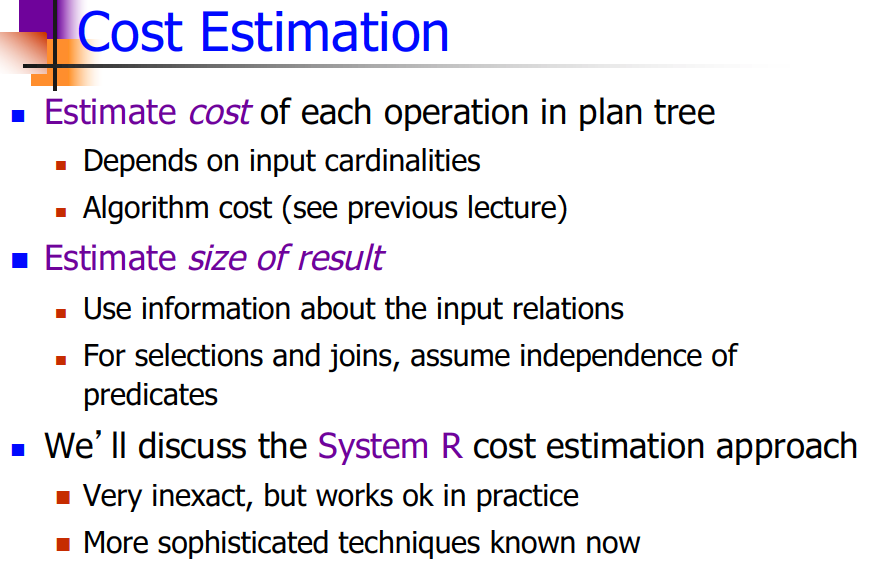 Cost Estimation
Estimate cost of each operation in plan tree
Depends on input cardinalities
Algorithm cost (see previous lecture)
Estimate size of result
Use information about the input relations
For selections and joins, assume independence of
predicates
We’ll discuss the System R cost estimation approach
Very inexact, but works ok in practice
More sophisticated techniques known now